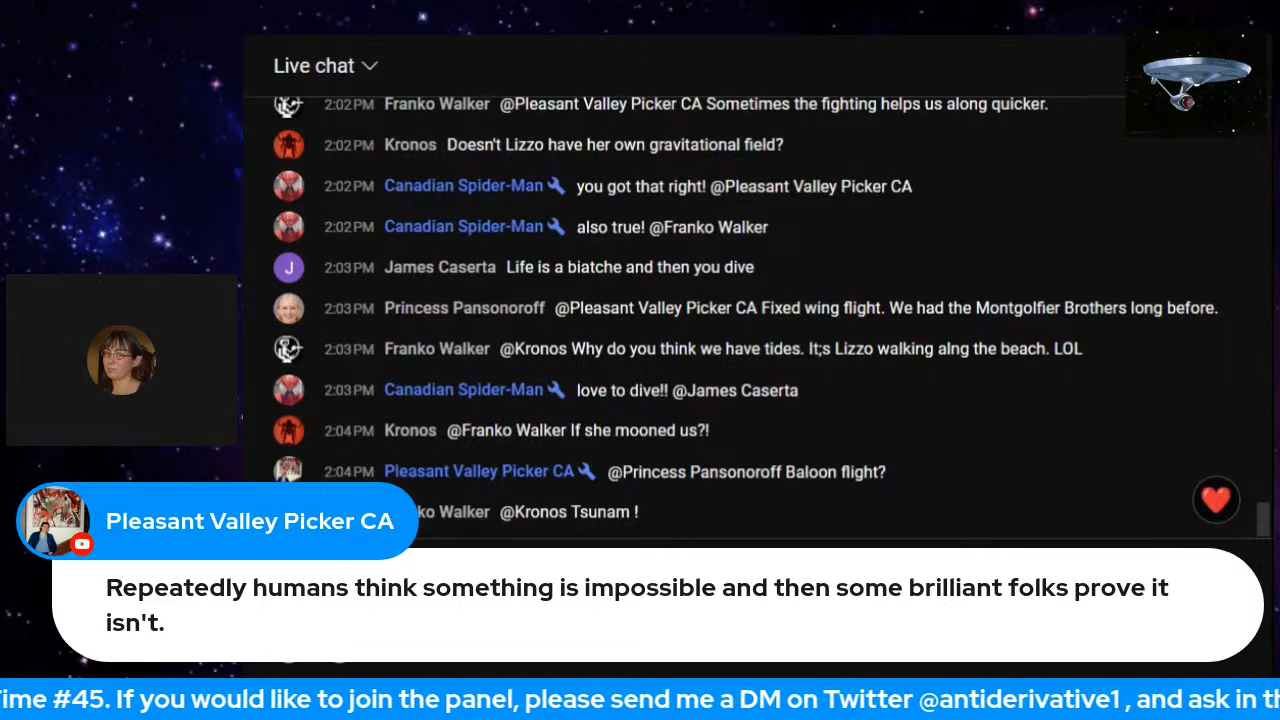 Live chat
2:02 PM Franko Walker @Pleasant Valley Picker CA Sometimes the fighting helps us along quicker.
2:02 PM Kronos Doesn't Lizzo have her own gravitational field?
2:02 PM Canadian Spider-Man you got that right! @Pleasant Valley Picker CA
2:02 PM Canadian Spider-Man also true! @Franko Walker
J 2:03 PM James Caserta Life is a biatche and then you dive
2:03 PM Princess Pansonoroff @Pleasant Valley Picker CA Fixed wing flight. We had the Montgolfier Brothers long before.
2:03 PM Franko Walker @Kronos Why do you think we have tides. It;s Lizzo walking alng the beach. LOL
2:03 PM Canadian Spider-Man love to dive!! @James Caserta
2:04 PM Kronos @Franko Walker If she mooned us?!
2:04 PM Pleasant Valley Picker CA @Princess Pansonoroff Baloon flight?
ko Walker @Kronos Tsunam !
Pleasant Valley Picker CA
Repeatedly humans think something is impossible and then some brilliant folks prove it
isn't.
ime #45. If you would like to join the panel, please send me a DM on Twitter @antiderivative1 , and ask in th